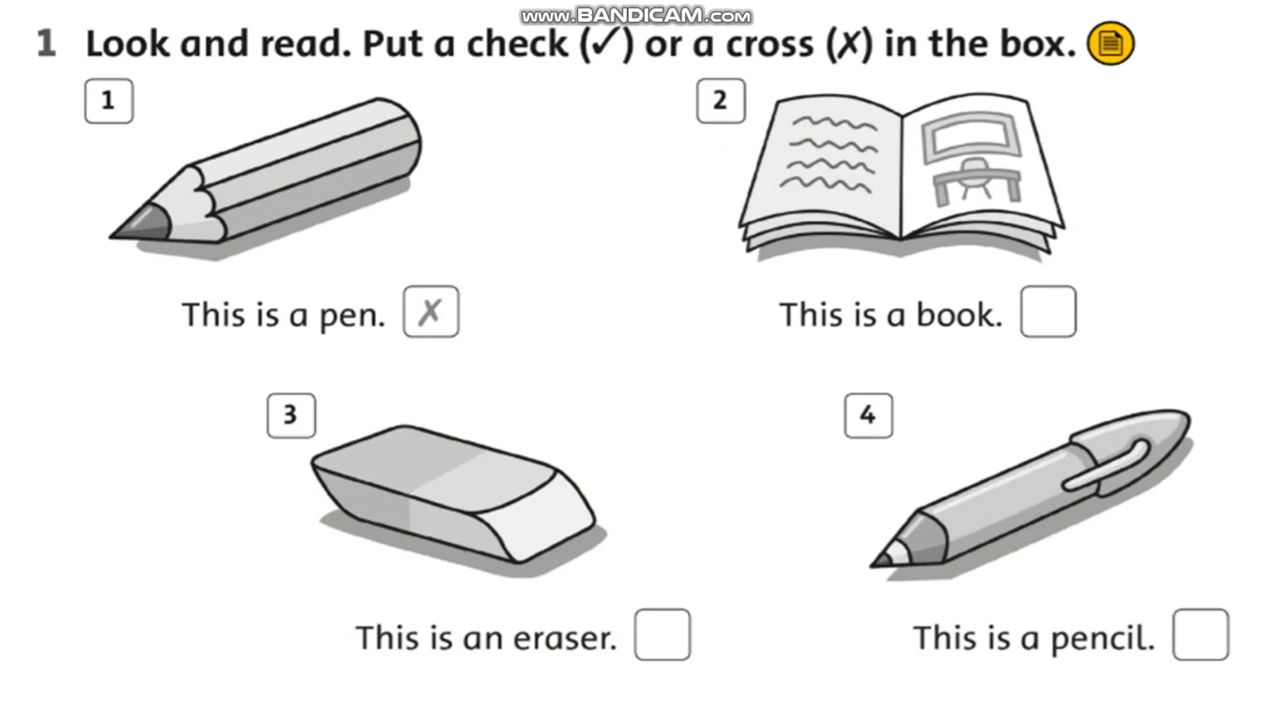 www.BANDICAM.com
1 Look and read. Put a check (✓) or a cross (✗) in the box.
1
2
This is a pen. ✗
This is a book.
3
4
This is an eraser.
This is a pencil.